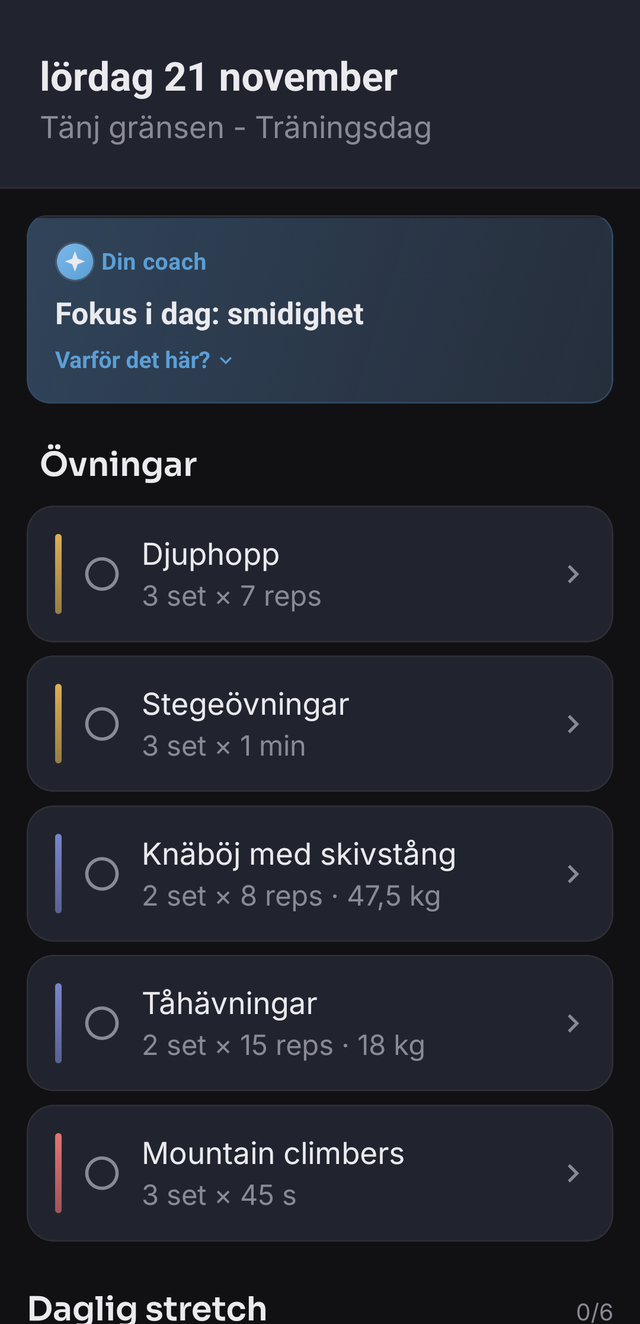 lördag 21 november
Tänj gränsen - Träningsdag
Din coach
Fokus i dag: smidighet
Varför det här?
Övningar
Djuphopp
3 set × 7 reps
Stegeövningar
3 set × 1 min
Knäböj med skivstång
2 set × 8 reps · 47,5 kg
Tåhävningar
2 set × 15 reps · 18 kg
Mountain climbers
3 set × 45 s
Daglig stretch
0/6